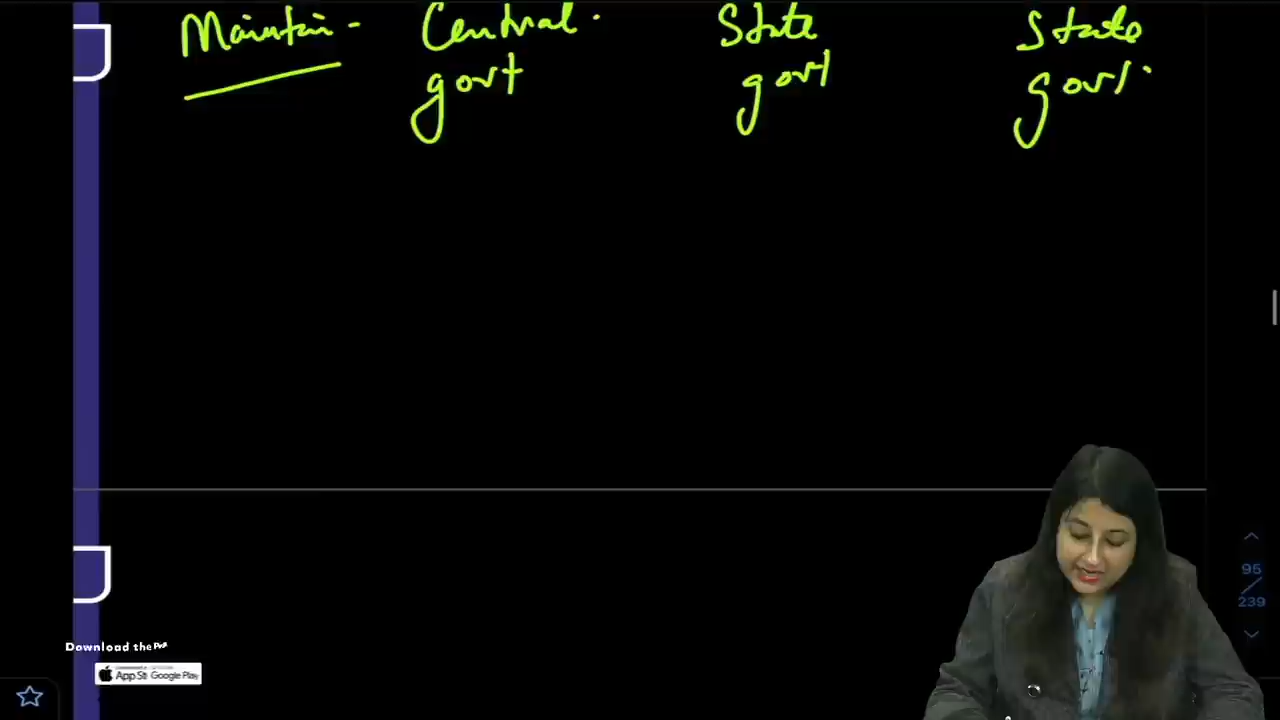 Maintain - Central. State State
govt govt govt.
95
239
Download the
App St Google Play